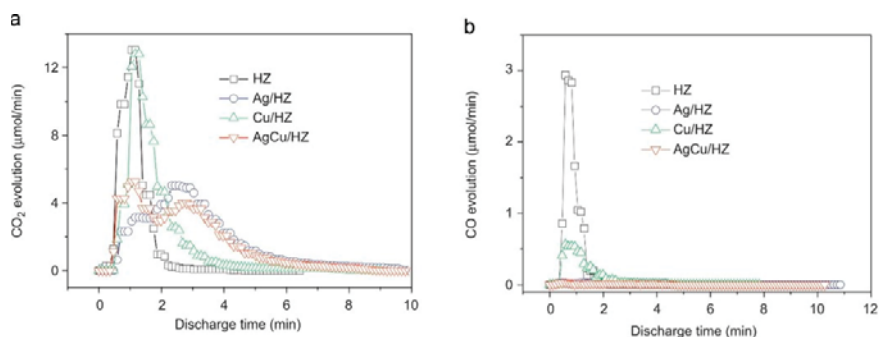 a
CO₂ evolution (μmol/min)
12
8
4
0
HZ
Ag/HZ
Cu/HZ
AgCu/HZ
0 2 4 6 8 10
Discharge time (min)
b
CO evolution (μmol/min)
3
2
1
0
HZ
Ag/HZ
Cu/HZ
AgCu/HZ
0 2 4 6 8 10 12
Discharge time (min)